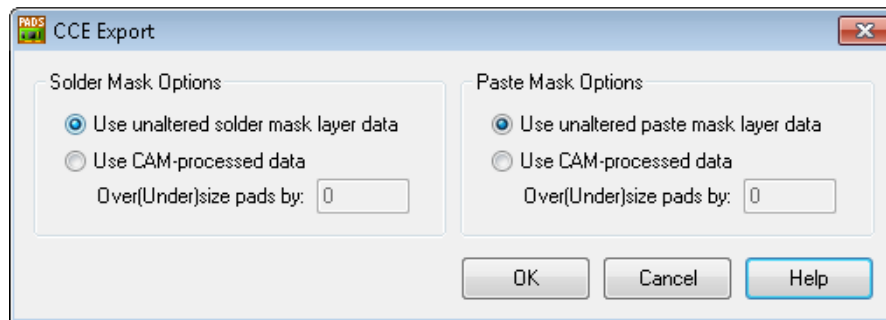 PADS
CCE Export
Solder Mask Options
Use unaltered solder mask layer data
Use CAM-processed data
Over(Under)size pads by: 0
Paste Mask Options
Use unaltered paste mask layer data
Use CAM-processed data
Over(Under)size pads by: 0
OK Cancel Help